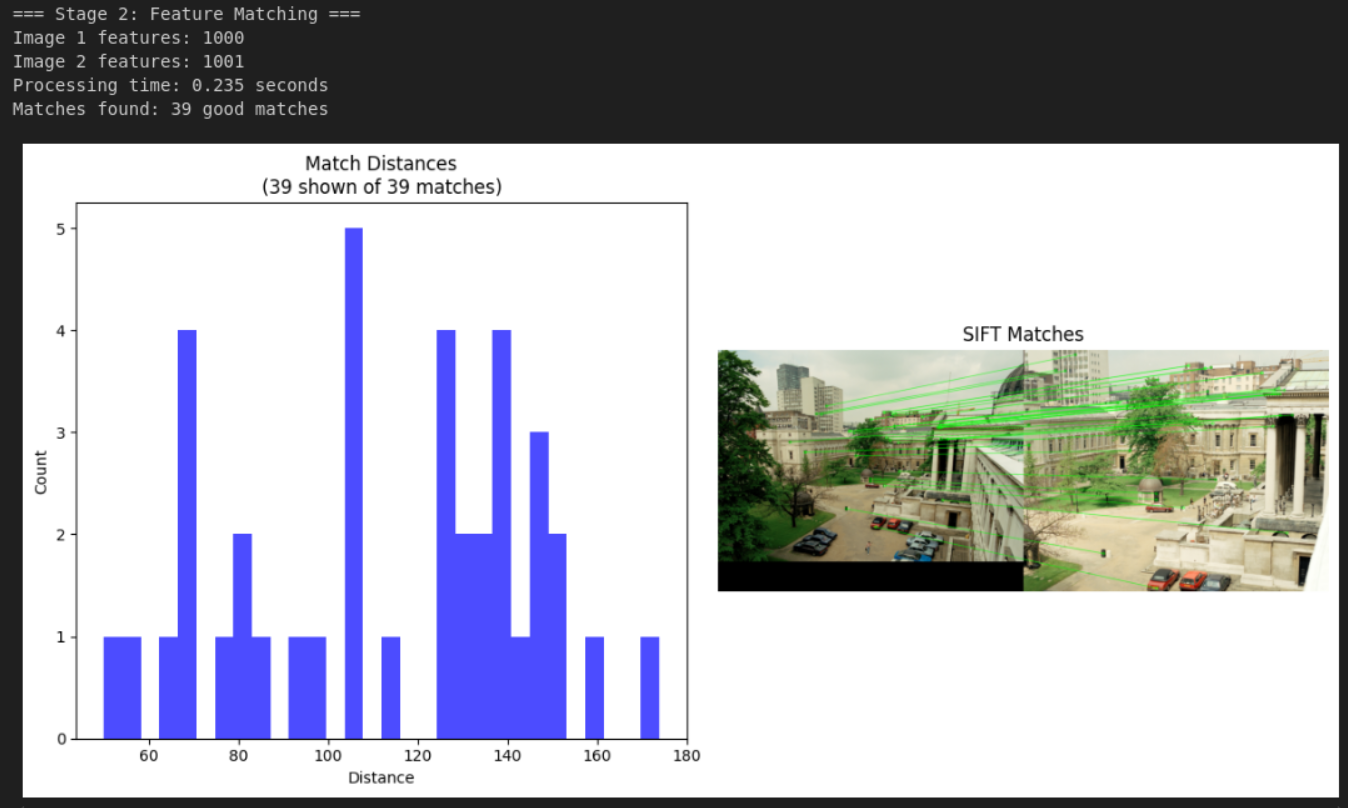 === Stage 2: Feature Matching ===
Image 1 features: 1000
Image 2 features: 1001
Processing time: 0.235 seconds
Matches found: 39 good matches
Match Distances
(39 shown of 39 matches)
5
4
3
2
1
0
Count
60 80 100 120 140 160 180
Distance
SIFT Matches